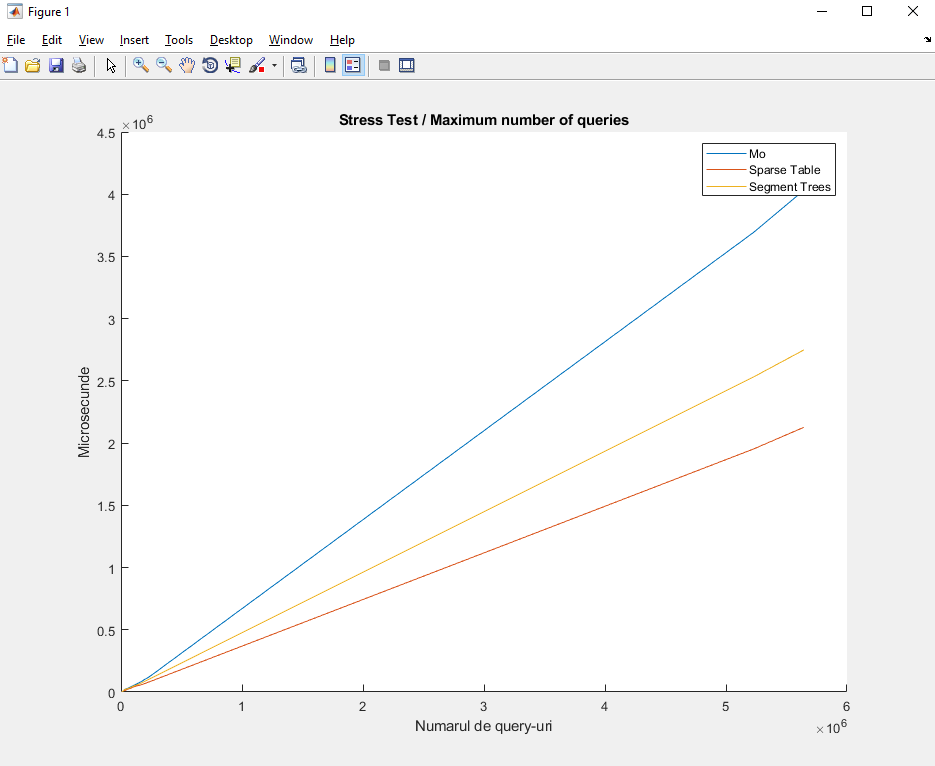 Figure 1
File Edit View Insert Tools Desktop Window Help
Stress Test / Maximum number of queries
×10^6
4.5
4
3.5
3
2.5
2
1.5
1
0.5
0
Microsecunde
Mo
Sparse Table
Segment Trees
0 1 2 3 4 5 6
Numarul de query-uri
×10^6